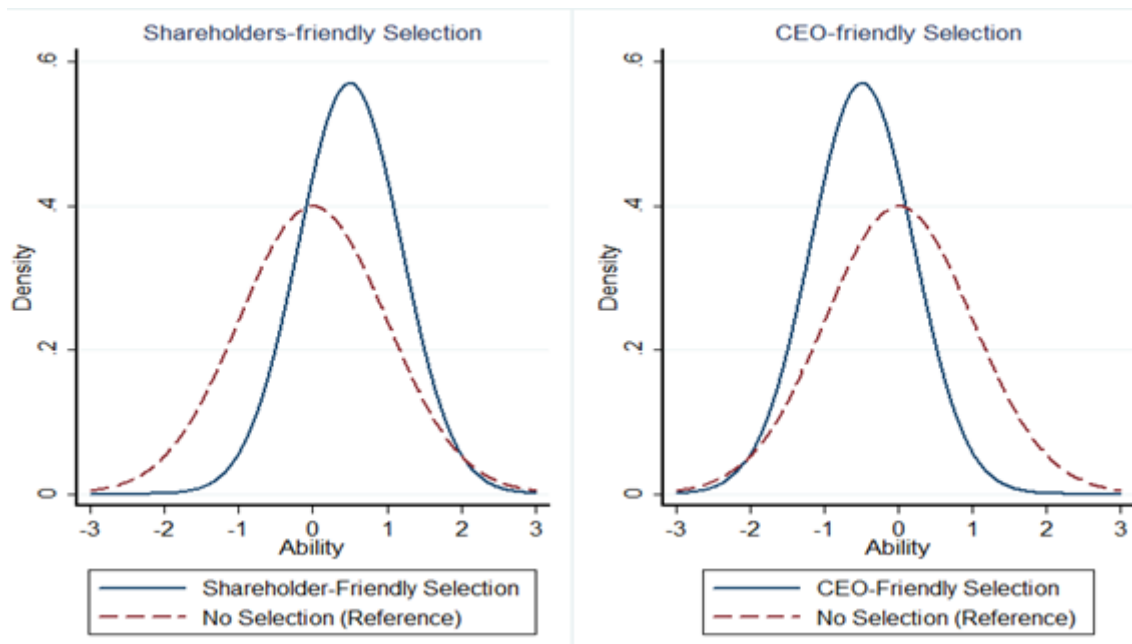 Shareholders-friendly Selection
.6
.4
.2
0
Density
-3 -2 -1 0 1 2 3
Ability
Shareholder-Friendly Selection
No Selection (Reference)
CEO-friendly Selection
.6
.4
.2
0
Density
-3 -2 -1 0 1 2 3
Ability
CEO-Friendly Selection
No Selection (Reference)